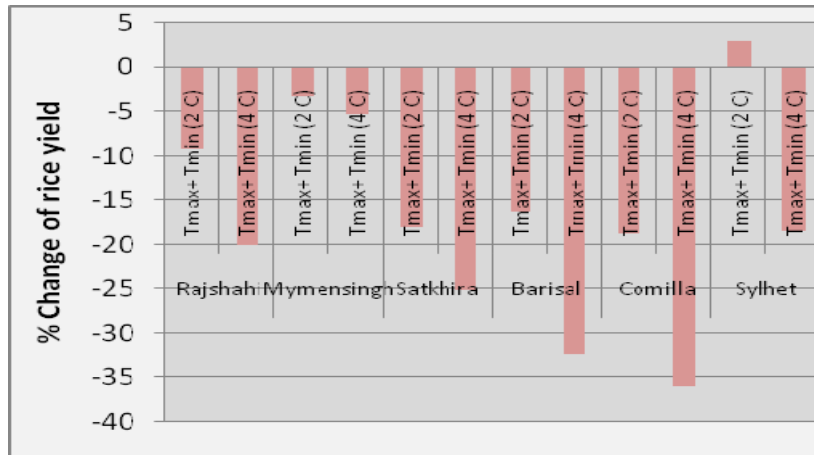 % Change of rice yield
5
0
-5
-10
-15
-20
-25
-30
-35
-40
Tmax+ Tmin (2 C)
Tmax+ Tmin (4 C)
Tmax+ Tmin (2 C)
Tmax+ Tmin (4 C)
Tmax+ Tmin (2 C)
Tmax+ Tmin (4 C)
Tmax+ Tmin (2 C)
Tmax+ Tmin (4 C)
Tmax+ Tmin (2 C)
Tmax+ Tmin (4 C)
Tmax+ Tmin (2 C)
Tmax+ Tmin (4 C)
Rajshahi Mymensingh Satkhira Barisal Comilla Sylhet